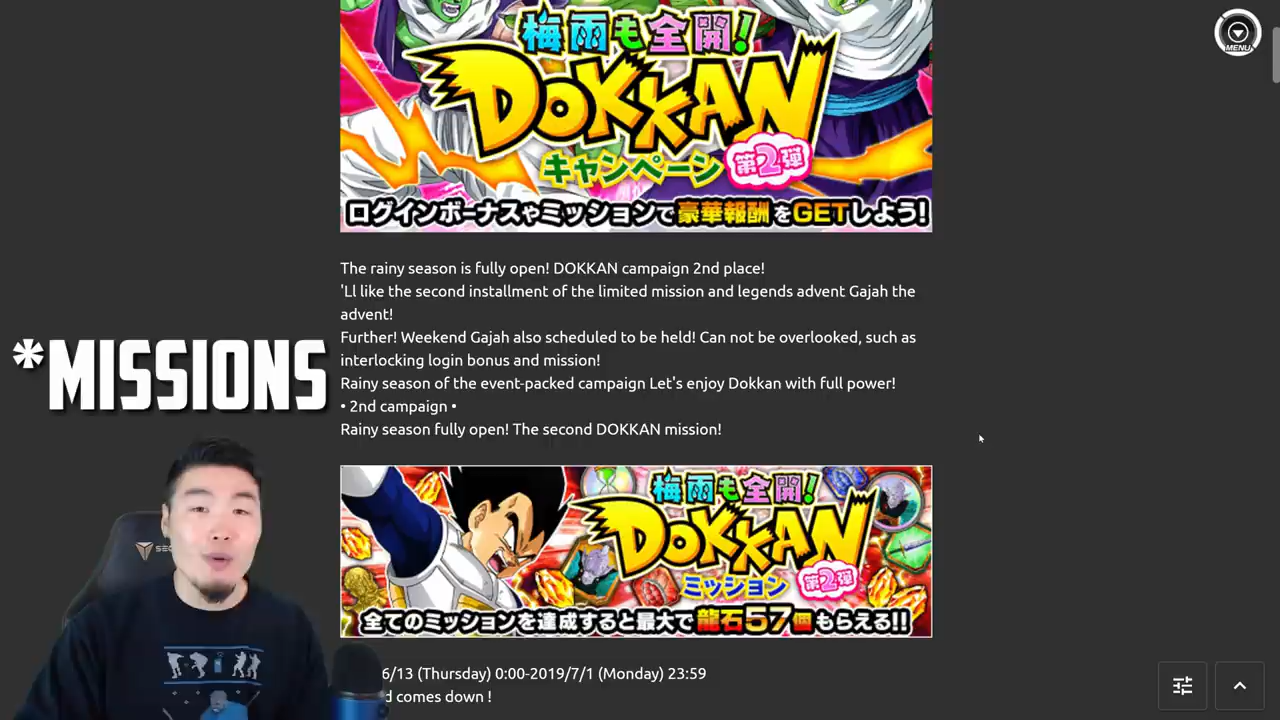 MENU
梅雨も全開!
DOKKAN
キャンペーン 第2弾
ログインボーナスやミッションで豪華報酬をGETしよう!
The rainy season is fully open! DOKKAN campaign 2nd place!
'Ll like the second installment of the limited mission and legends advent Gajah the
advent!
Further! Weekend Gajah also scheduled to be held! Can not be overlooked, such as
interlocking login bonus and mission!
Rainy season of the event-packed campaign Let's enjoy Dokkan with full power!
• 2nd campaign •
Rainy season fully open! The second DOKKAN mission!
*MISSIONS
梅雨も全開!
DOKKAN
ミッション 第2弾
全てのミッションを達成すると最大で龍石57個もらえる!!
6/13 (Thursday) 0:00-2019/7/1 (Monday) 23:59
d comes down !